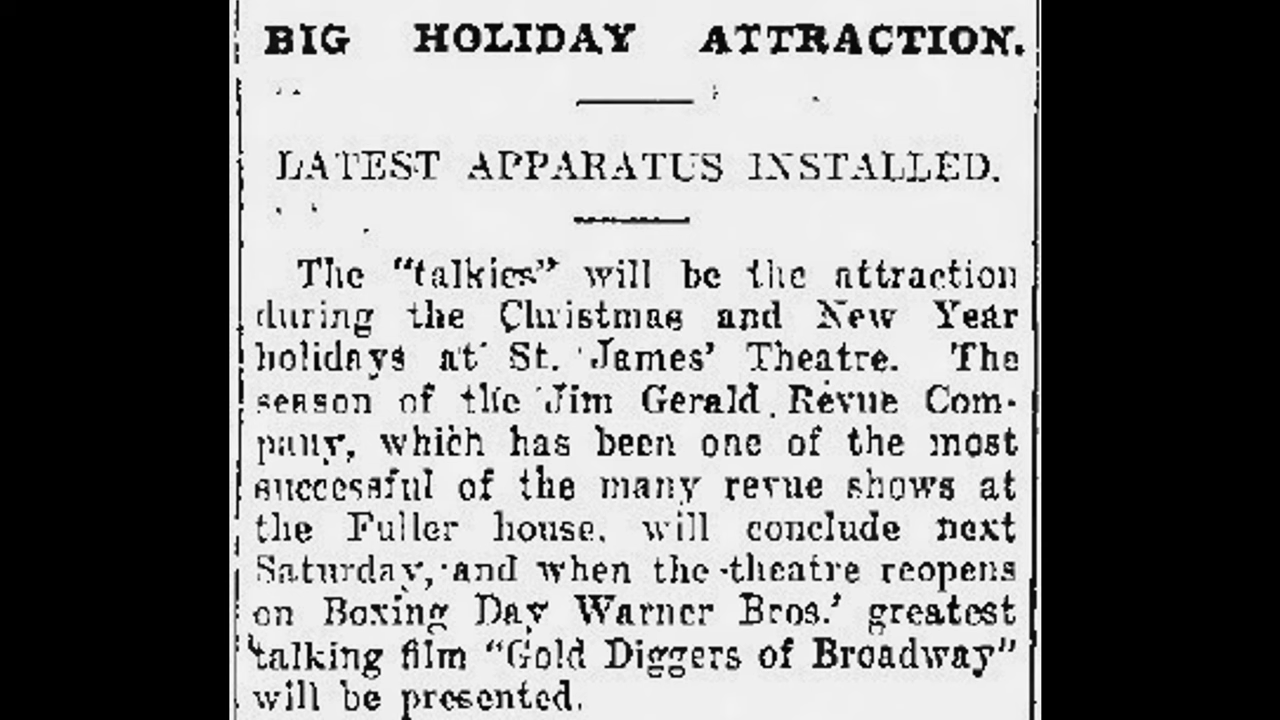 BIG HOLIDAY ATTRACTION.
LATEST APPARATUS INSTALLED.
The "talkies" will be the attraction
during the Christmas and New Year
holidays at St. James' Theatre. The
season of the Jim Gerald Revue Com-
pany, which has been one of the most
successful of the many revue shows at
the Fuller house, will conclude next
Saturday, and when the theatre reopens
on Boxing Day Warner Bros.' greatest
talking film "Gold Diggers of Broadway"
will be presented.